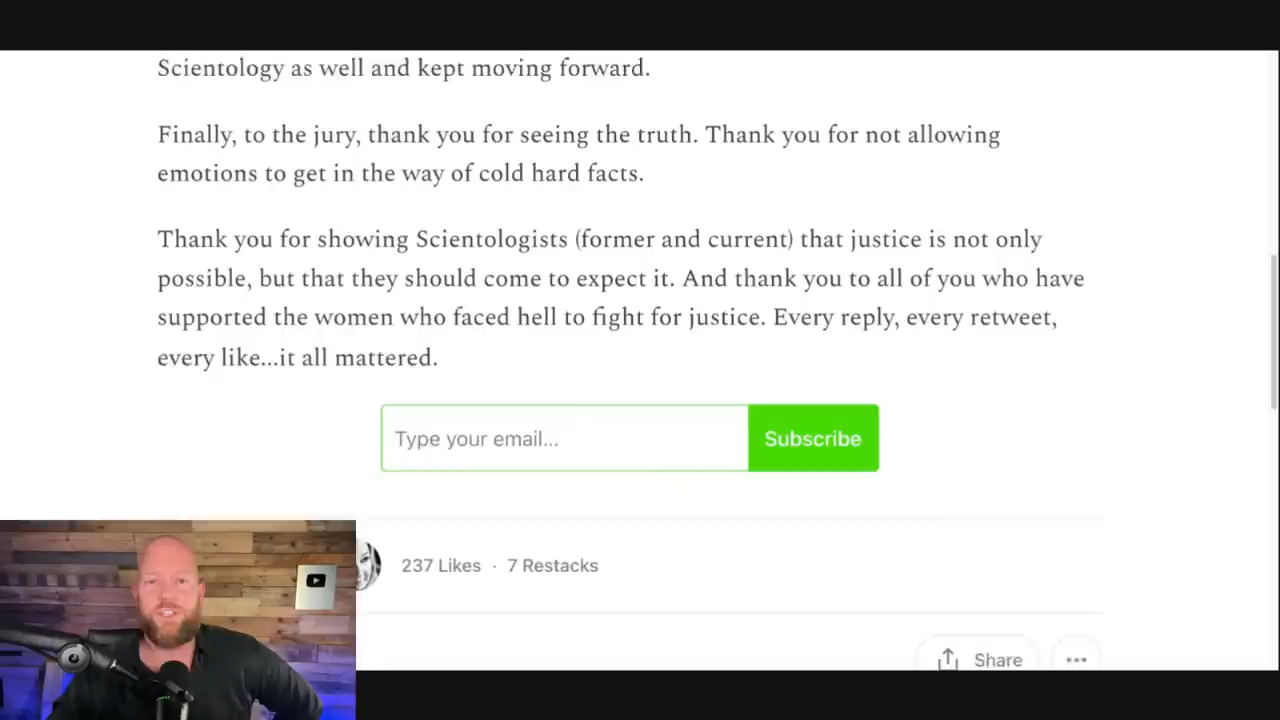 Scientology as well and kept moving forward.
Finally, to the jury, thank you for seeing the truth. Thank you for not allowing
emotions to get in the way of cold hard facts.
Thank you for showing Scientologists (former and current) that justice is not only
possible, but that they should come to expect it. And thank you to all of you who have
supported the women who faced hell to fight for justice. Every reply, every retweet,
every like...it all mattered.
Type your email...
Subscribe
237 Likes · 7 Restacks
Share